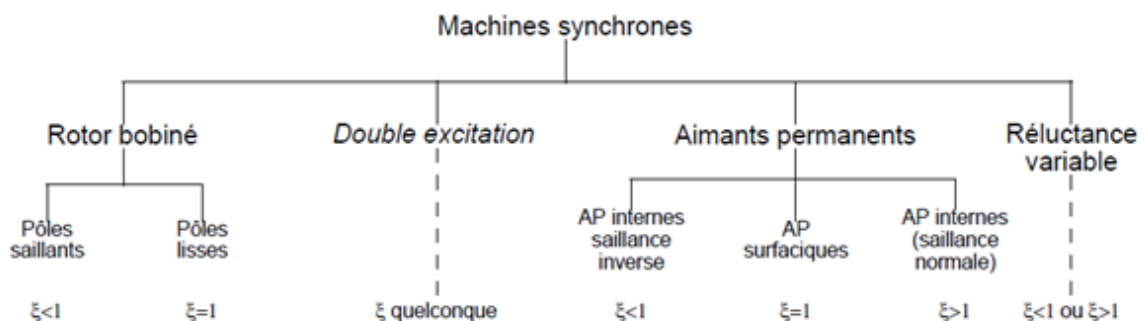 Machines synchrones
Rotor bobiné
Double excitation
Aimants permanents
Réluctance
variable
Pôles
saillants
Pôles
lisses
AP internes
saillance
inverse
AP
surfaciques
AP internes
(saillance
normale)
ξ<1
ξ=1
ξ quelconque
ξ<1
ξ=1
ξ>1
ξ<1 ou ξ>1